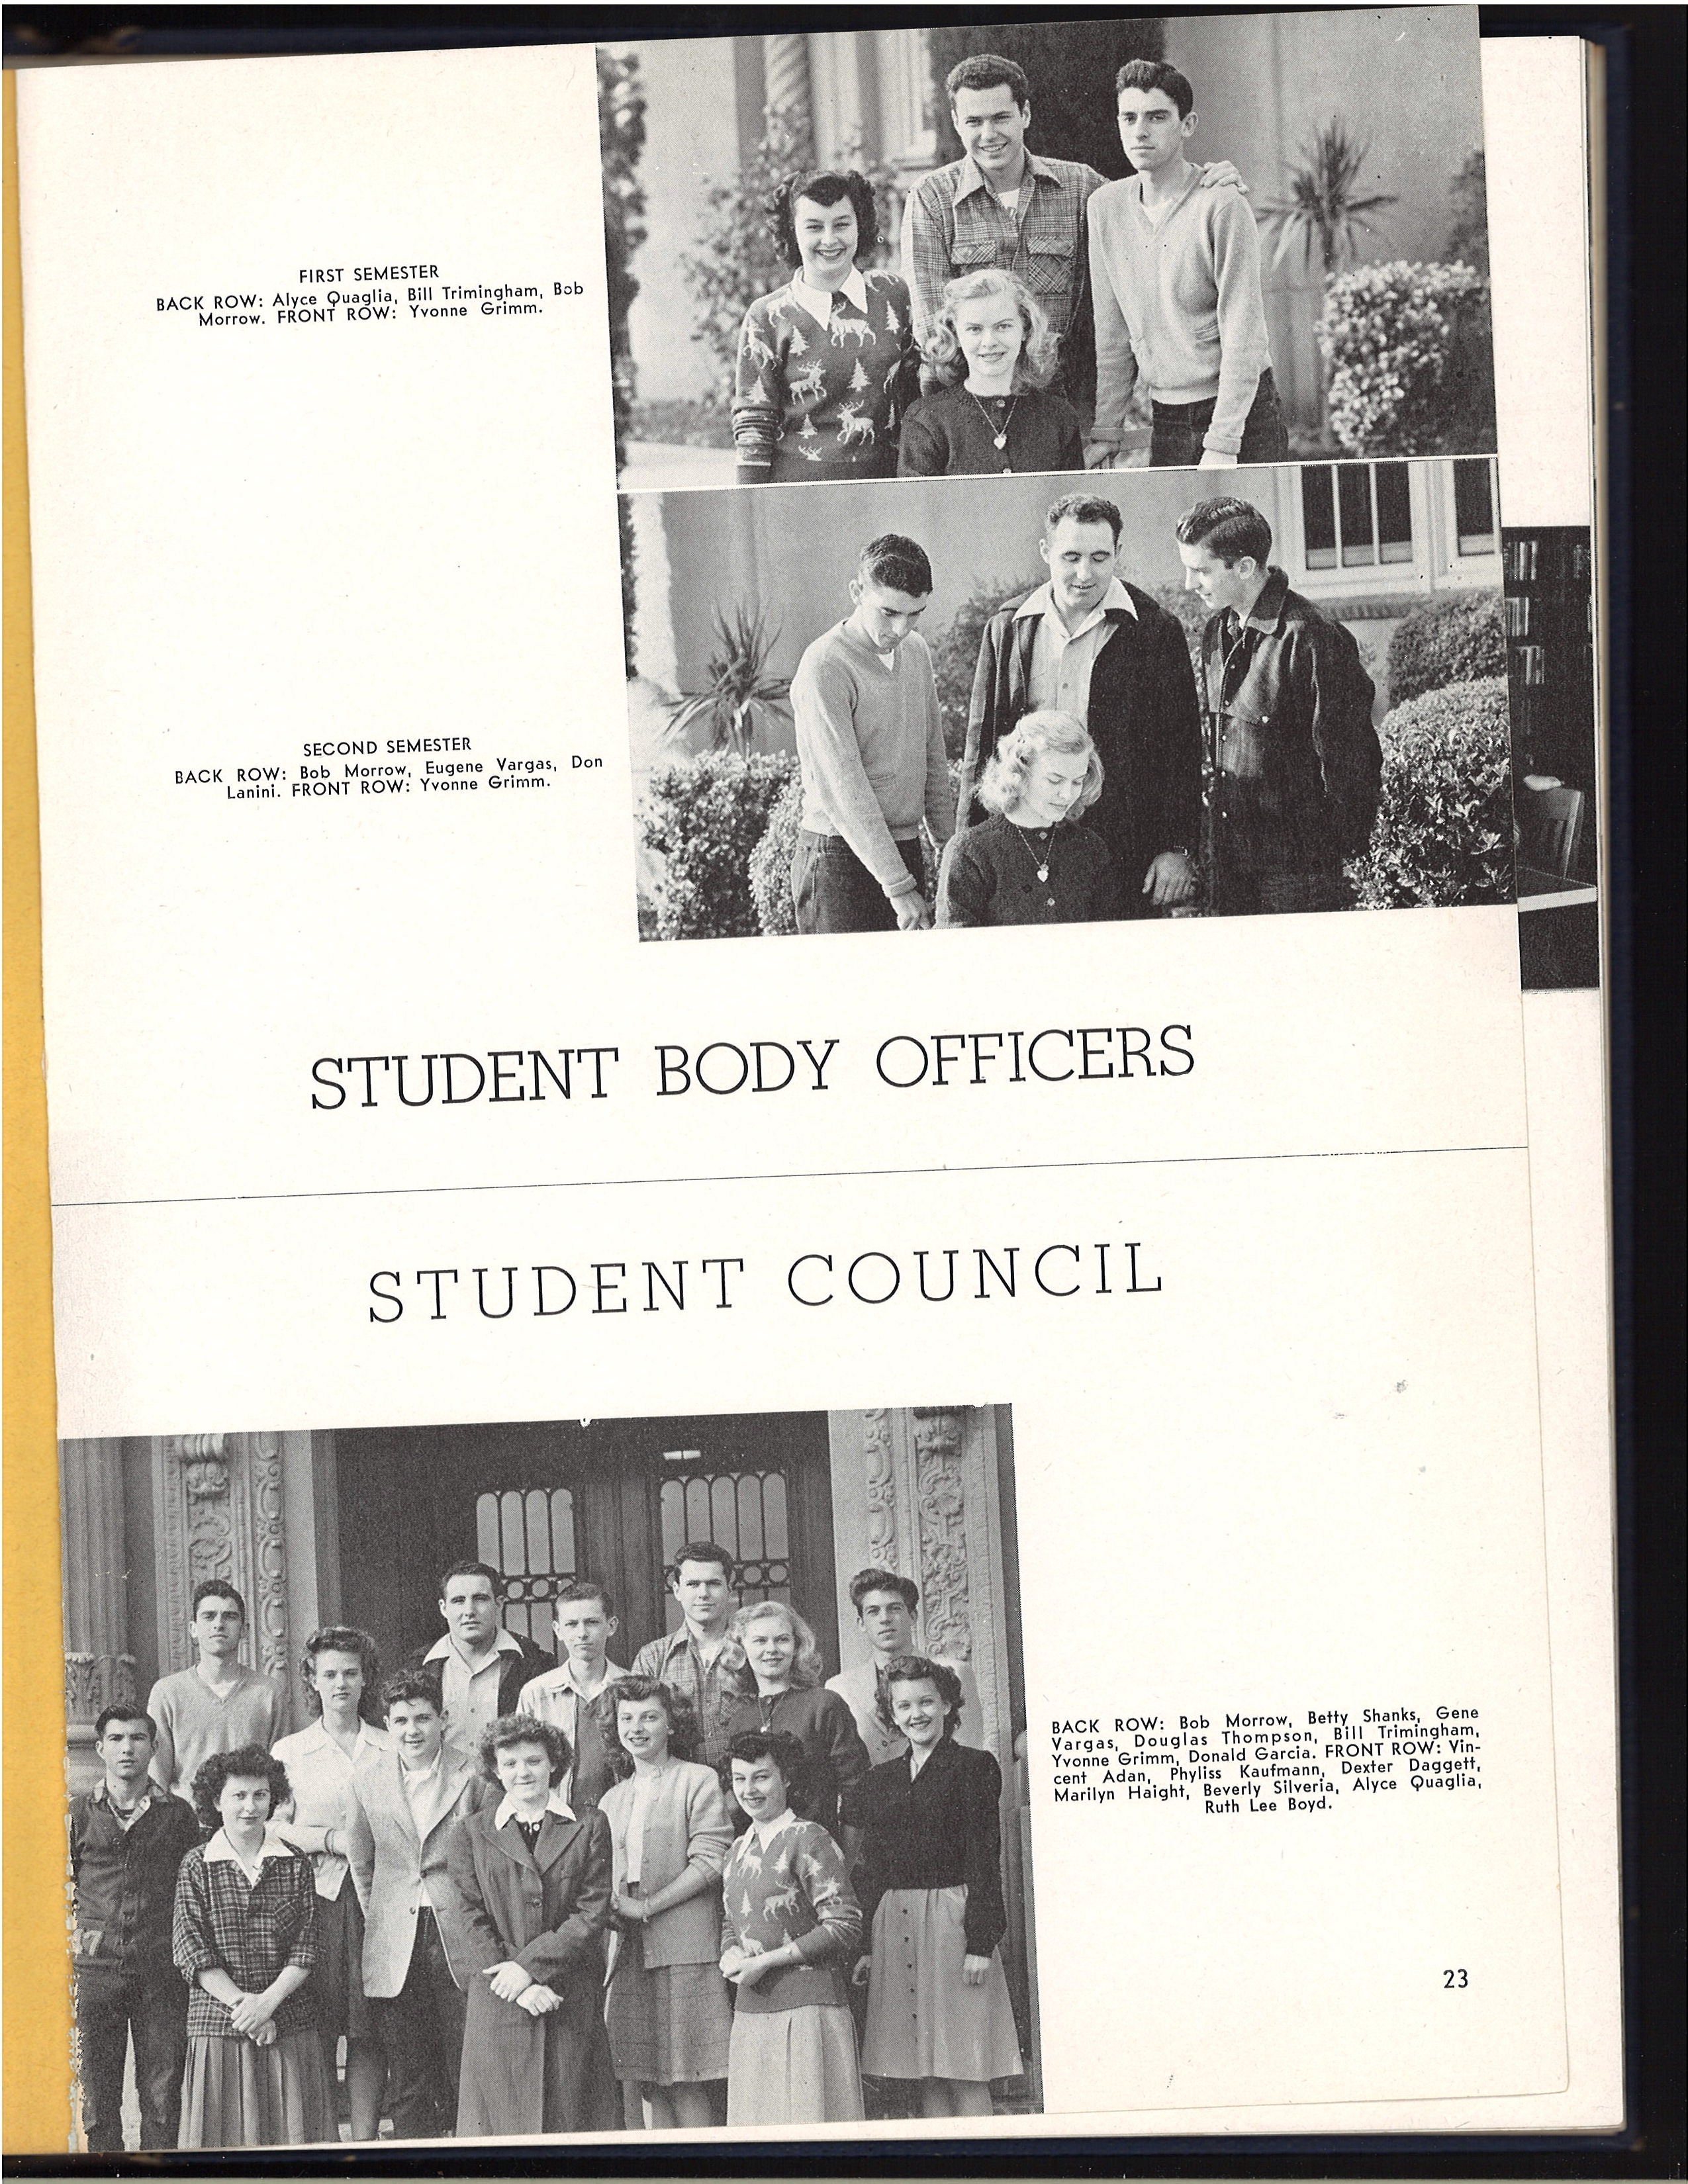 FIRST SEMESTER
BACK ROW: Alyce Quaglia, Bill Trimingham, Bob
Morrow. FRONT ROW: Yvonne Grimm.
SECOND SEMESTER
BACK ROW: Bob Morrow, Eugene Vargas, Don
Lanini. FRONT ROW: Yvonne Grimm.
STUDENT BODY OFFICERS
STUDENT COUNCIL
BACK ROW: Bob Morrow, Betty Shanks, Gene
Vargas, Douglas Thompson, Bill Trimingham,
Yvonne Grimm, Donald Garcia. FRONT ROW: Vin-
cent Adan, Phyliss Kaufmann, Dexter Daggett,
Marilyn Haight, Beverly Silveria, Alyce Quaglia,
Ruth Lee Boyd.
23